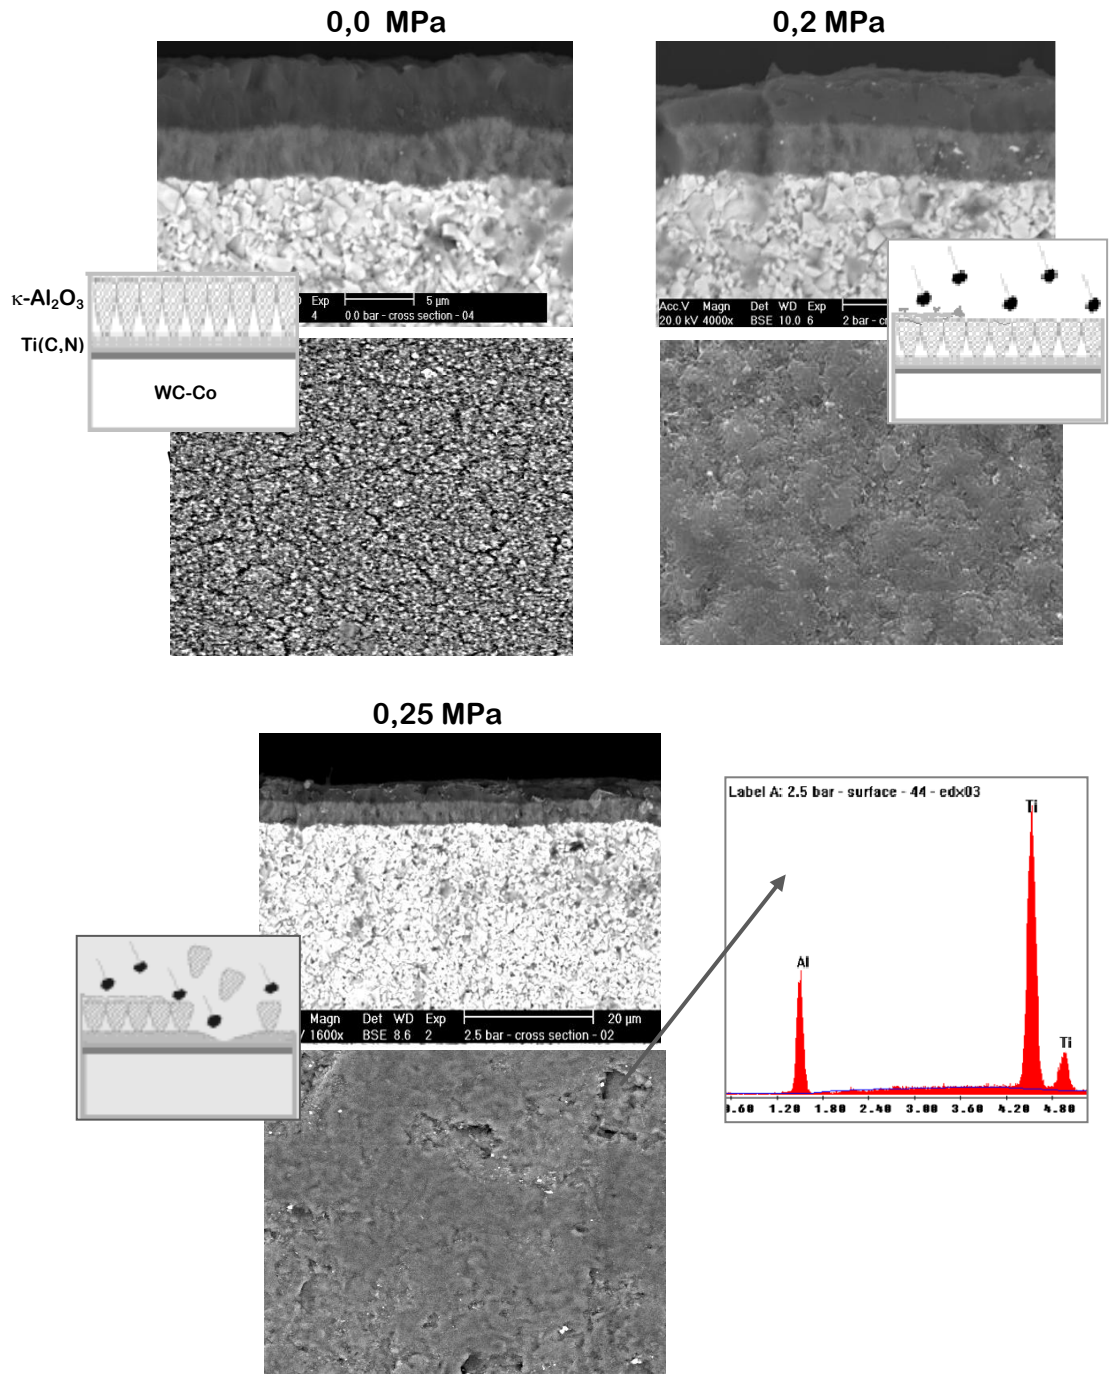 0,0 MPa
0,2 MPa
κ-Al₂O₃
Ti(C,N)
WC-Co
Exp 5 µm
4 0.0 bar - cross section - 04
Acc.V Magn Det WD Exp
20.0 kV 4000x BSE 10.0 6 2 bar - cr
0,25 MPa
Magn Det WD Exp 20 µm
1600x BSE 8.6 2 2.5 bar - cross section - 02
Label A: 2.5 bar - surface - 44 - edx03
Ti
Al
Ti
0.60 1.20 1.80 2.40 3.00 3.60 4.20 4.80